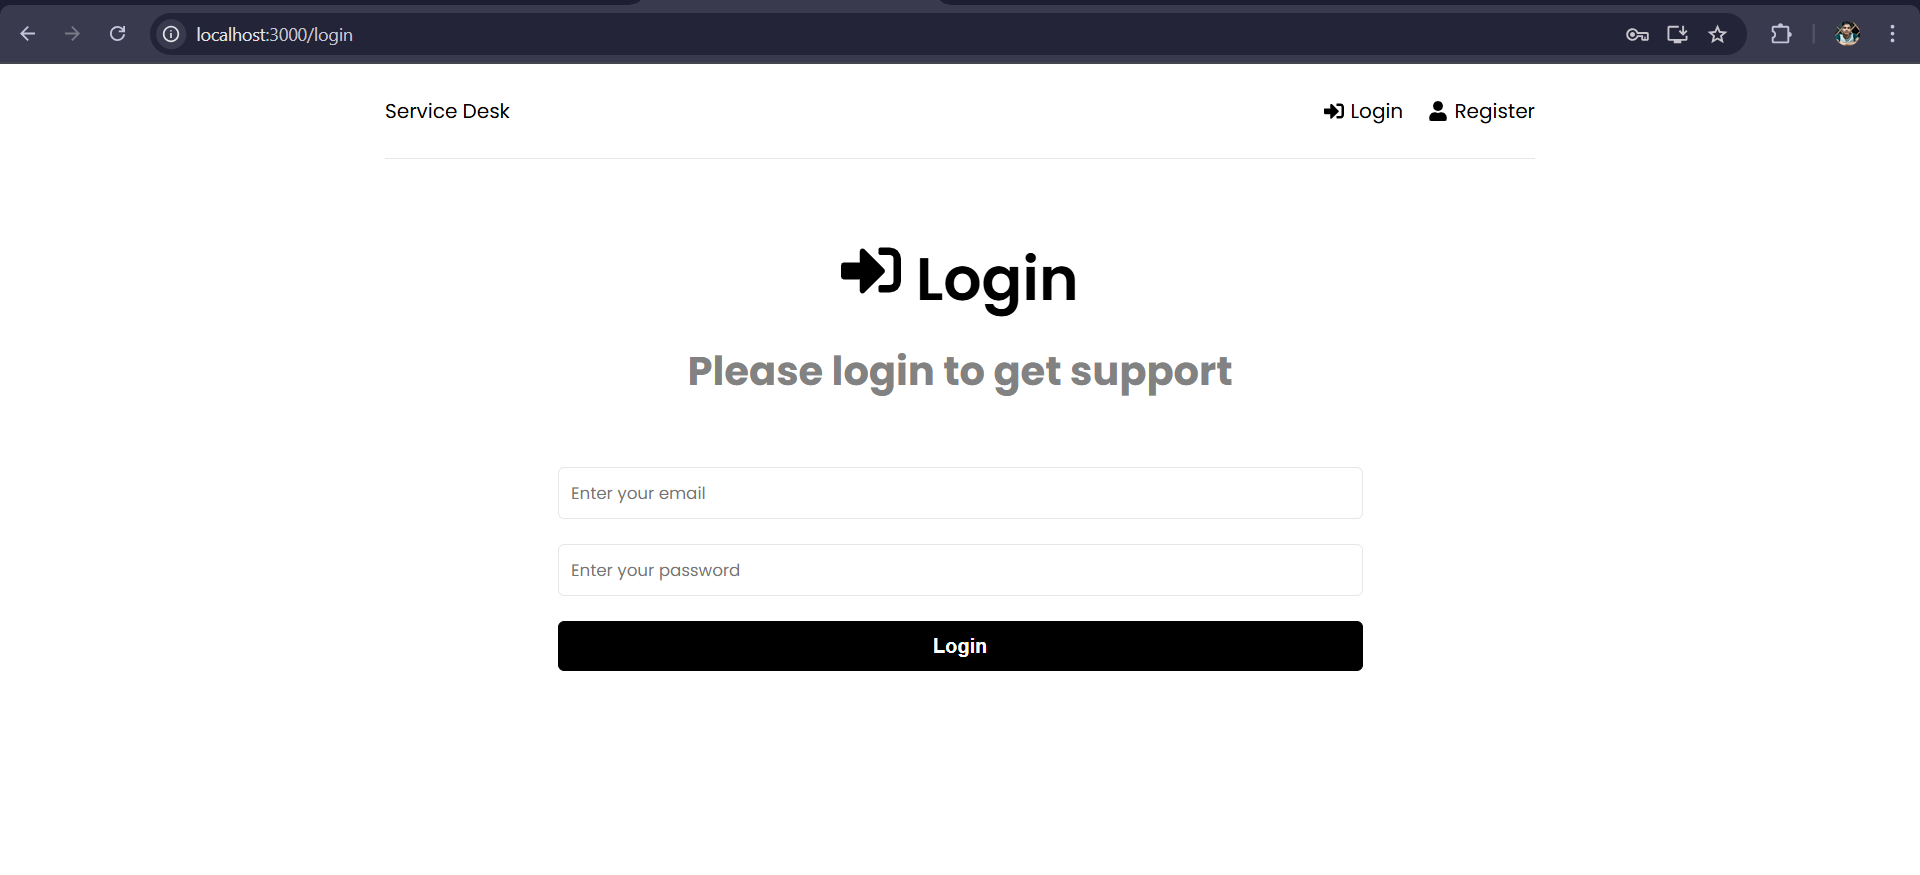 localhost:3000/login
Service Desk
Login
Register
Login
Please login to get support
Enter your email
Enter your password
Login